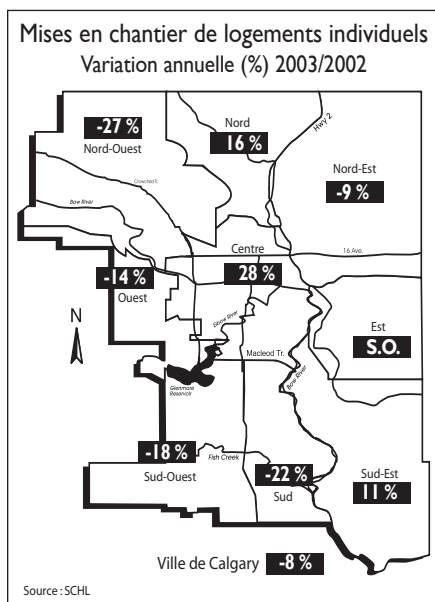 Mises en chantier de logements individuels
Variation annuelle (%) 2003/2002
-27 %
Nord-Ouest
Nord
16 %
Hwy 2
Nord-Est
-9 %
Crowchild Tr.
Bow River
Centre
16 Ave.
28 %
-14 %
Ouest
Elbow River
Est
S.O.
N
Macleod Tr.
Bow River
Glenmore
Reservoir
-18 %
Sud-Ouest
Fish Creek
-22 %
Sud
Sud-Est
11 %
Ville de Calgary -8 %
Source : SCHL